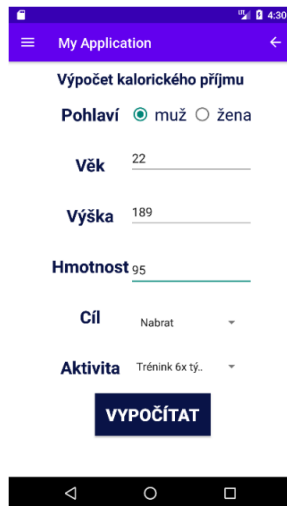 4:30
My Application
Výpočet kalorického příjmu
Pohlaví muž žena
Věk 22
Výška 189
Hmotnost 95
Cíl Nabrat
Aktivita Trénink 6x tý..
VYPOČÍTAT